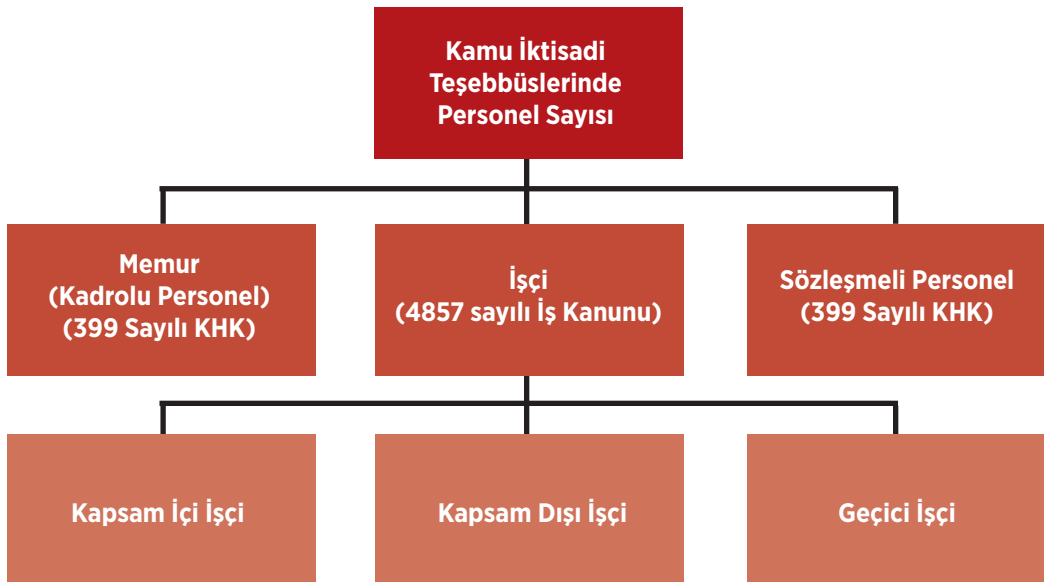 Kamu İktisadi
Teşebbüslerinde
Personel Sayısı
Memur
(Kadrolu Personel)
(399 Sayılı KHK)
İşçi
(4857 sayılı İş Kanunu)
Sözleşmeli Personel
(399 Sayılı KHK)
Kapsam İçi İşçi
Kapsam Dışı İşçi
Geçici İşçi